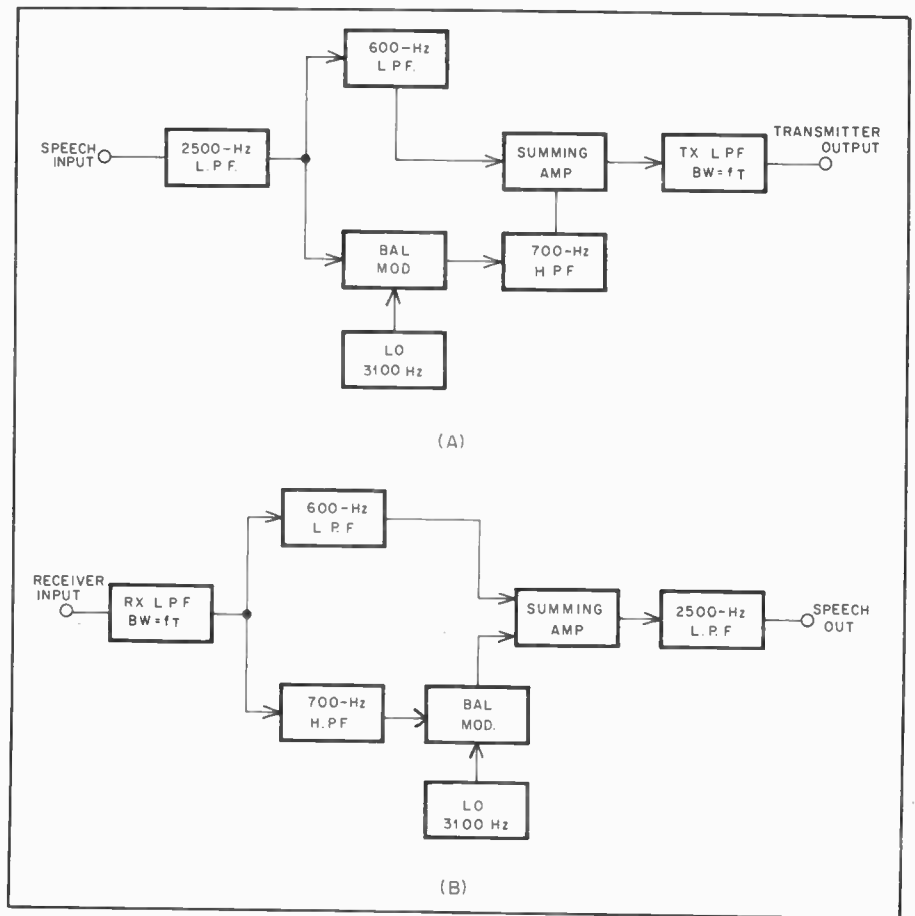 600-Hz
L P F.
SPEECH
INPUT
2500-Hz
L.P.F.
SUMMING
AMP
TX LPF
BW=fT
TRANSMITTER
OUTPUT
BAL
MOD
700-Hz
H PF
LO
3100 Hz
(A)
600-Hz
L P.F
RECEIVER
INPUT
RX L P F
BW=fT
SUMMING
AMP
2500-Hz
L.P.F
SPEECH
OUT
700-Hz
H.PF
BAL
MOD.
LO
3100 Hz
(B)